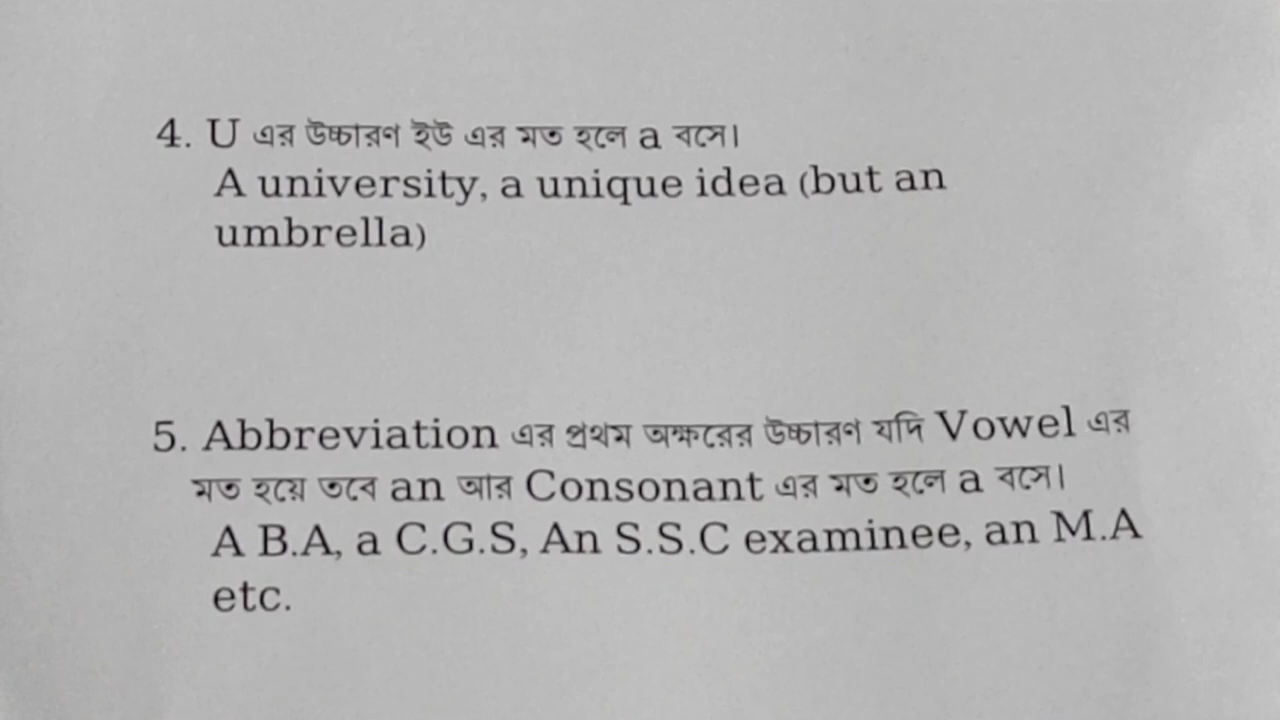 4. U এর উচ্চারণ ইউ এর মত হলে a বসে।
A university, a unique idea (but an
umbrella)
5. Abbreviation এর প্রথম অক্ষরের উচ্চারণ যদি Vowel এর
মত হয়ে তবে an আর Consonant এর মত হলে a বসে।
A B.A, a C.G.S, An S.S.C examinee, an M.A
etc.